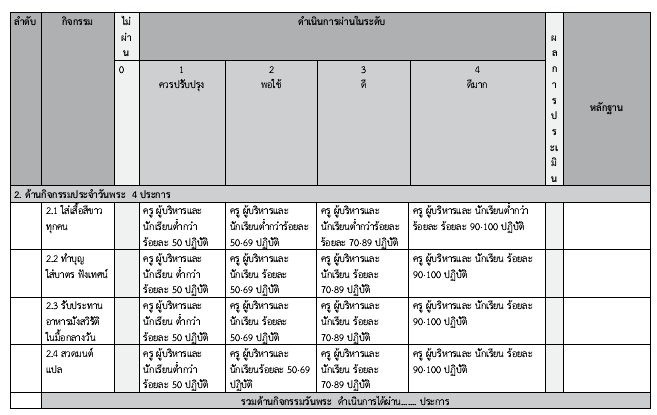 ลำดับ กิจกรรม ไม่ผ่าน ดำเนินการผ่านในระดับ ผลการประเมิน หลักฐาน
0 1 2 3 4
ควรปรับปรุง พอใช้ ดี ดีมาก
2. ด้านกิจกรรมประจำวันพระ 4 ประการ
2.1 ใส่เสื้อสีขาว ครู ผู้บริหารและ ครู ผู้บริหารและ ครู ผู้บริหารและ ครู ผู้บริหารและ นักเรียนต่ำกว่า
ทุกคน นักเรียนต่ำกว่า นักเรียนต่ำกว่าร้อยละ นักเรียนต่ำกว่าร้อยละ ร้อยละ ร้อยละ 90-100 ปฏิบัติ
ร้อยละ 50 ปฏิบัติ 50-69 ปฏิบัติ ร้อยละ 70-89 ปฏิบัติ
2.2 ทำบุญ ครู ผู้บริหารและ ครู ผู้บริหารและ ครู ผู้บริหารและ ครู ผู้บริหารและ นักเรียน ร้อยละ
ใส่บาตร ฟังเทศน์ นักเรียน ต่ำกว่า นักเรียน ร้อยละ นักเรียน ร้อยละ 90-100 ปฏิบัติ
ร้อยละ 50 ปฏิบัติ 50-69 ปฏิบัติ 70-89 ปฏิบัติ
2.3 รับประทาน ครู ผู้บริหารและ ครู ผู้บริหารและ ครู ผู้บริหารและ ครู ผู้บริหารและ นักเรียน ร้อยละ
อาหารมังสวิรัติ นักเรียน ต่ำกว่า นักเรียน ร้อยละ นักเรียน ร้อยละ 90-100 ปฏิบัติ
ในมื้อกลางวัน ร้อยละ 50 ปฏิบัติ 50-69 ปฏิบัติ 70-89 ปฏิบัติ
2.4 สวดมนต์ ครู ผู้บริหารและ ครู ผู้บริหารและ ครู ผู้บริหารและ ครู ผู้บริหารและ นักเรียน ร้อยละ
แปล นักเรียนต่ำกว่า นักเรียนร้อยละ 50-69 นักเรียน ร้อยละ 90-100 ปฏิบัติ
ร้อยละ 50 ปฏิบัติ ปฏิบัติ 70-89 ปฏิบัติ
รวมด้านกิจกรรมวันพระ ดำเนินการได้ผ่าน....... ประการ